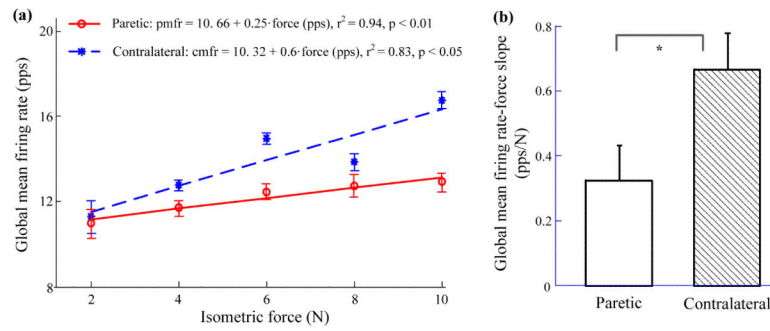 (a)
Paretic: pmfr = 10. 66 + 0.25·force (pps), r² = 0.94, p < 0.01
Contralateral: cmfr = 10. 32 + 0.6·force (pps), r² = 0.83, p < 0.05
Global mean firing rate (pps)
20
16
12
8
2 4 6 8 10
Isometric force (N)
(b)
Global mean firing rate-force slope
(pps/N)
0.8
0.6
0.4
0.2
0
*
Paretic Contralateral